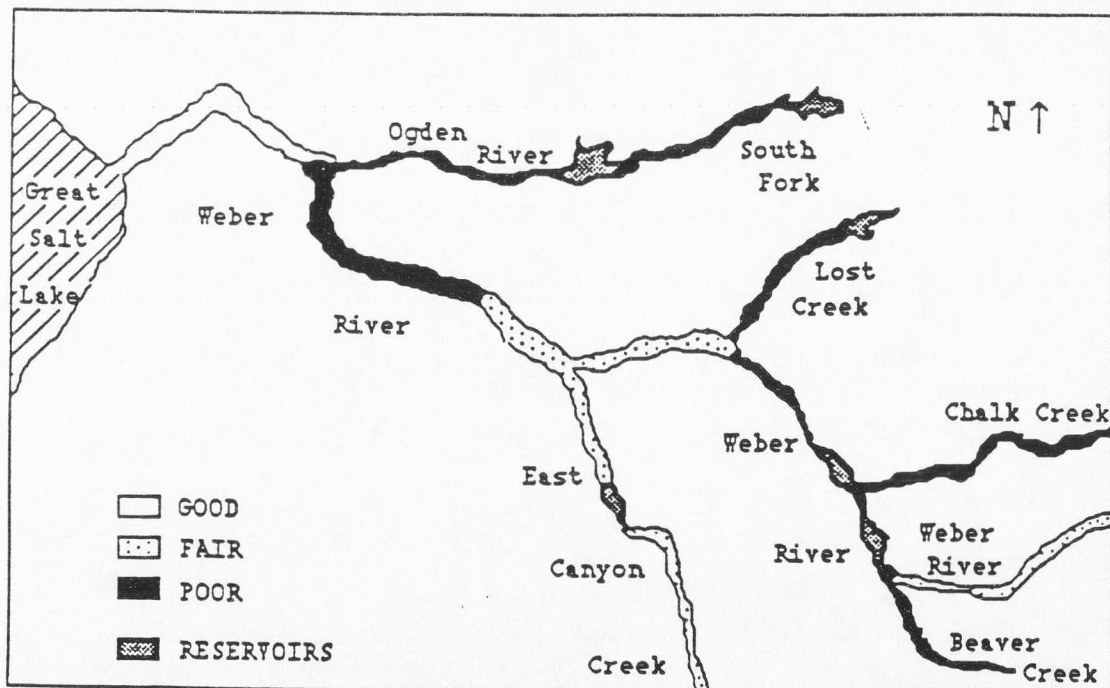 N ↑
Ogden
River
South
Fork
Great
Salt
Lake
Weber
River
Lost
Creek
Chalk Creek
Weber
River
East
Canyon
Creek
Weber
River
Beaver
Creek
GOOD
FAIR
POOR
RESERVOIRS